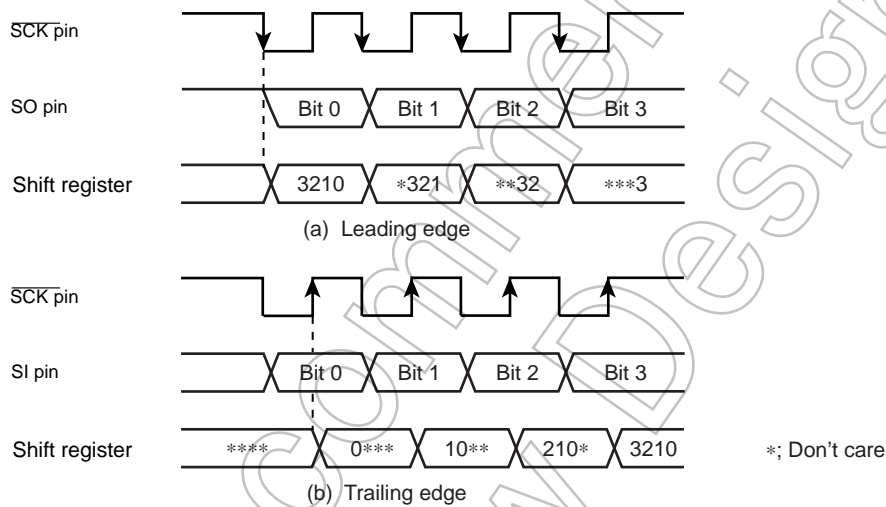 SCK pin
SO pin Bit 0 Bit 1 Bit 2 Bit 3
Shift register 3210 *321 **32 ***3
(a) Leading edge
SCK pin
SI pin Bit 0 Bit 1 Bit 2 Bit 3
Shift register **** 0*** 10** 210* 3210 *; Don't care
(b) Trailing edge